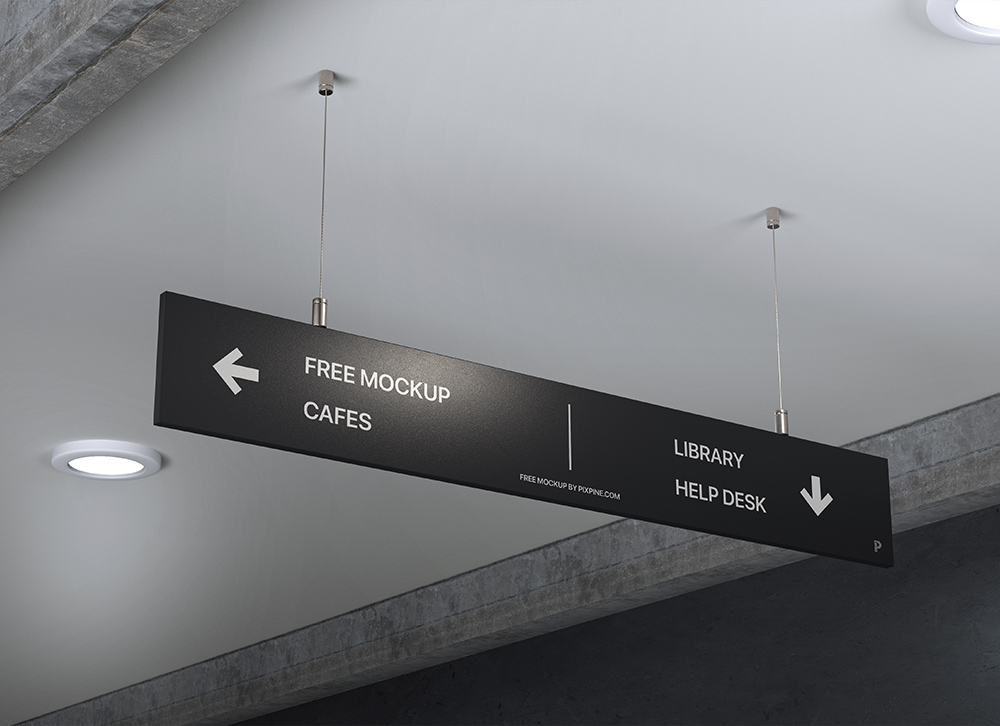 FREE MOCKUP
CAFES
FREE MOCKUP BY PIXPINE.COM
LIBRARY
HELP DESK
P